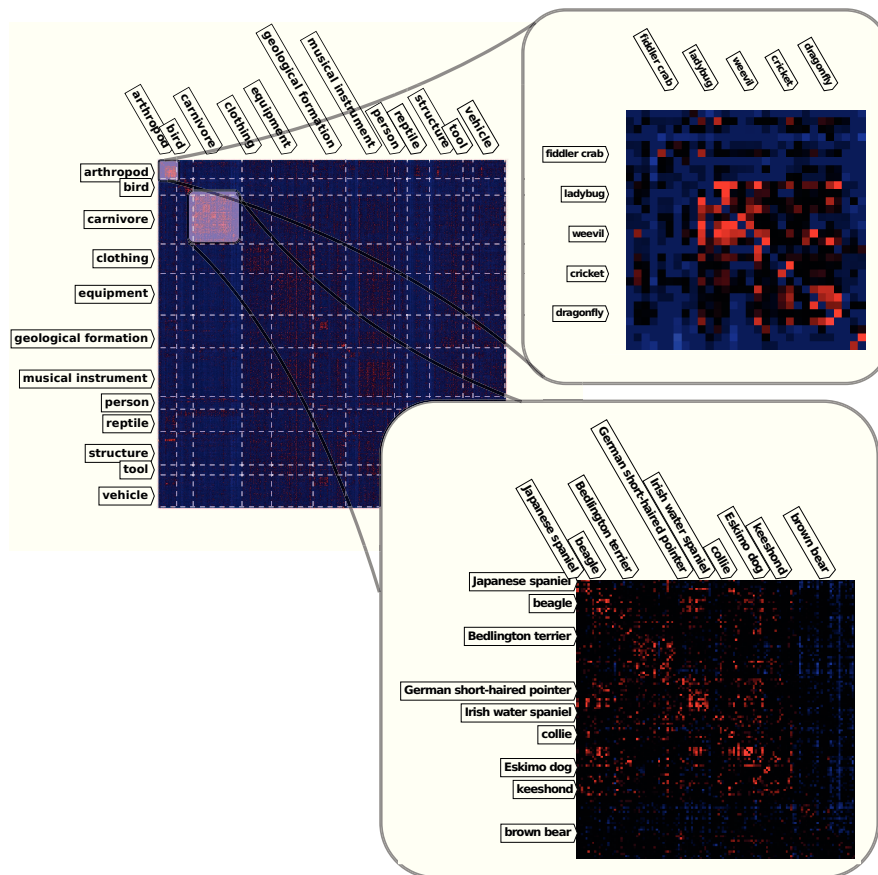 arthropod
bird
carnivore
clothing
equipment
geological formation
musical instrument
person
reptile
structure
tool
vehicle
arthropod
bird
carnivore
clothing
equipment
geological formation
musical instrument
person
reptile
structure
tool
vehicle
fiddler crab
ladybug
weevil
cricket
dragonfly
fiddler crab
ladybug
weevil
cricket
dragonfly
Japanese spaniel
beagle
Bedlington terrier
German short-haired pointer
Irish water spaniel
collie
Eskimo dog
keeshond
brown bear
Japanese spaniel
beagle
Bedlington terrier
German short-haired pointer
Irish water spaniel
collie
Eskimo dog
keeshond
brown bear